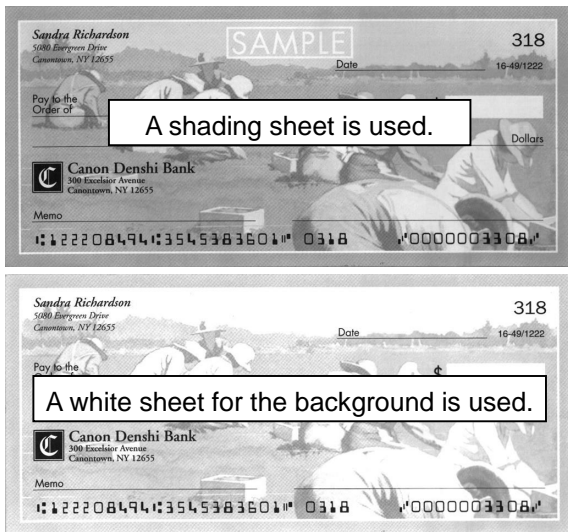 Sandra Richardson
5080 Evergreen Drive
Canontown, NY 12655
SAMPLE
318
Date
16-49/1222
Pay to the
Order of
A shading sheet is used.
Dollars
Canon Denshi Bank
300 Excelsior Avenue
Canontown, NY 12655
Memo
⑆122208494⑆3545383601⑈ 0318 ⑇0000003308⑇
Sandra Richardson
5080 Evergreen Drive
Canontown, NY 12655
318
Date
16-49/1222
Pay to the
$
A white sheet for the background is used.
Canon Denshi Bank
300 Excelsior Avenue
Canontown, NY 12655
Memo
⑆122208494⑆3545383601⑈ 0318 ⑇0000003308⑇